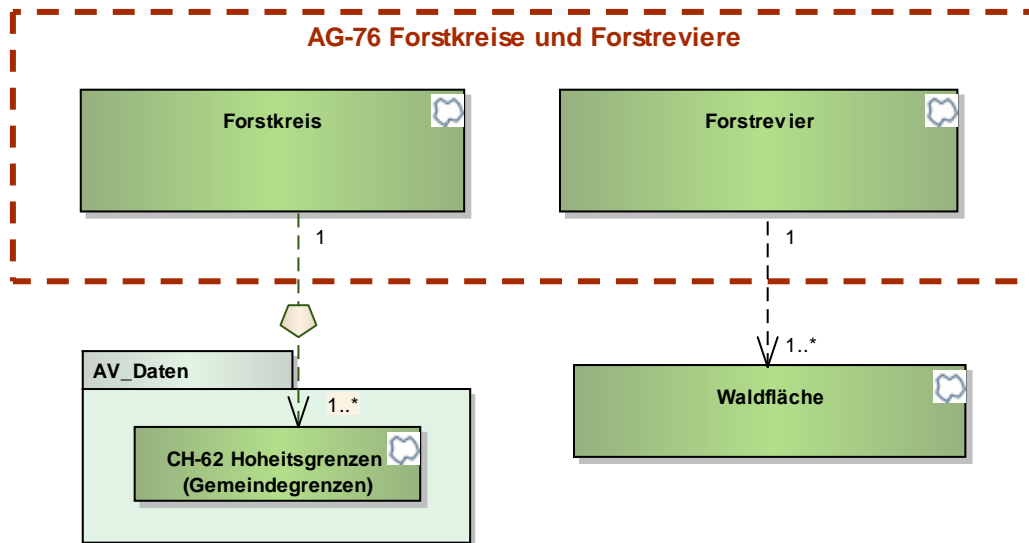 AG-76 Forstkreise und Forstreviere
Forstkreis
Forstrevier
1
1
1..*
AV_Daten
1..*
Waldfläche
CH-62 Hoheitsgrenzen
(Gemeindegrenzen)